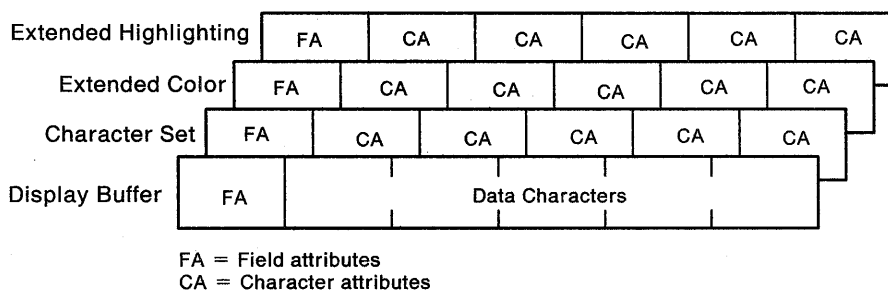 Extended Highlighting FA CA CA CA CA CA
Extended Color FA CA CA CA CA CA
Character Set FA CA CA CA CA CA
Display Buffer FA Data Characters
FA = Field attributes
CA = Character attributes